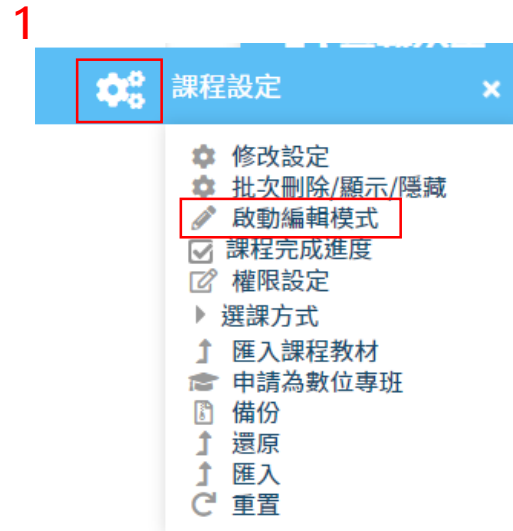 1
課程設定
修改設定
批次刪除/顯示/隱藏
啟動編輯模式
課程完成進度
權限設定
選課方式
匯入課程教材
申請為數位專班
備份
還原
匯入
重置